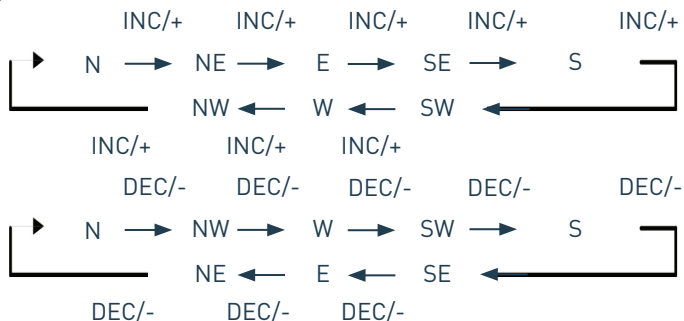 INC/+ INC/+ INC/+ INC/+ INC/+
N NE E SE S
NW W SW
INC/+ INC/+ INC/+
DEC/- DEC/- DEC/- DEC/- DEC/-
N NW W SW S
NE E SE
DEC/- DEC/- DEC/-